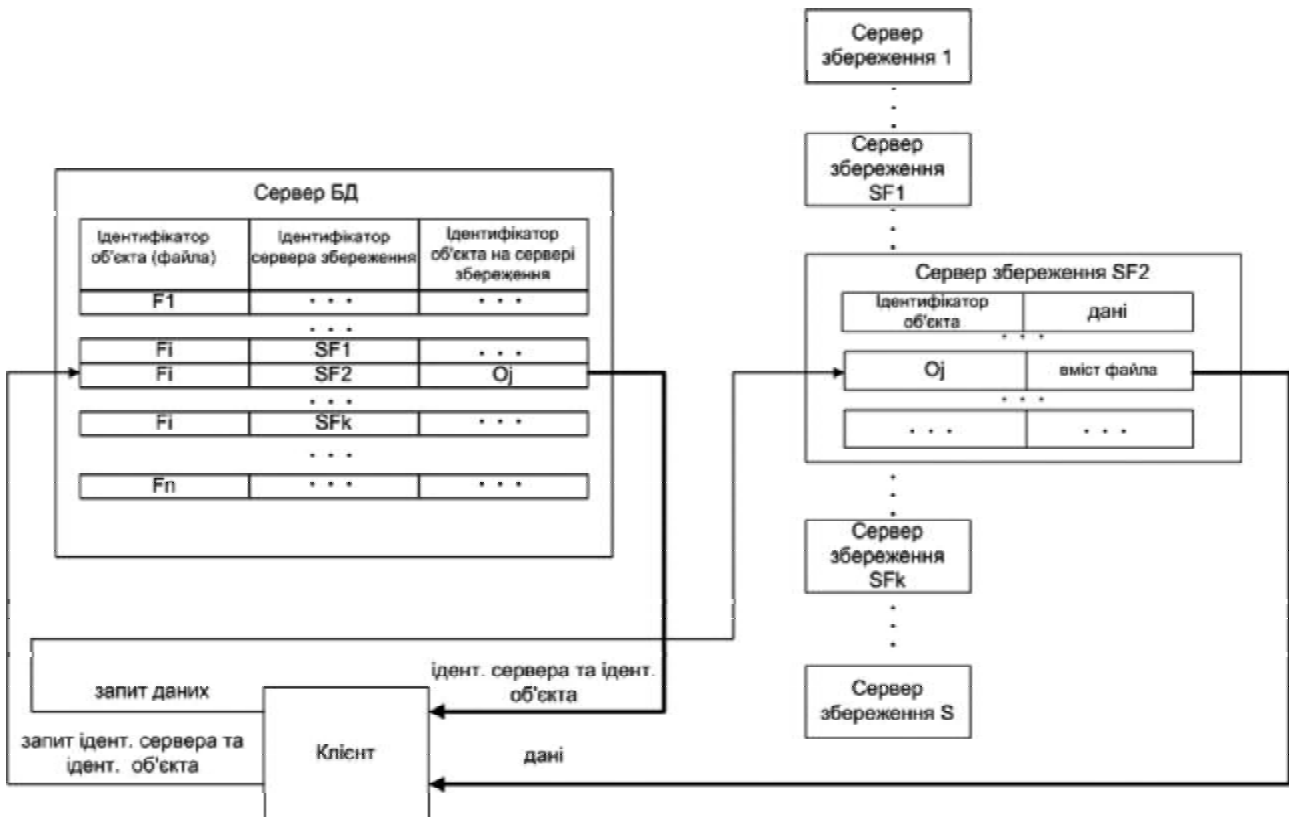 Сервер
збереження 1
Сервер
збереження
SF1
Сервер БД
Ідентифікатор
об'єкта (файла)
Ідентифікатор
сервера збереження
Ідентифікатор
об'єкта на сервері
збереження
F1 . . . . . .
. . .
Fi SF1 . . .
Fi SF2 Oj
. . .
Fi SFk . . .
. . .
Fn . . . . . .
Сервер збереження SF2
Ідентифікатор
об'єкта
дані
. . .
Oj вміст файла
. . .
. . . . . .
Сервер
збереження
SFk
Сервер
збереження S
ідент. сервера та ідент.
об'єкта
запит даних
запит ідент. сервера та
ідент. об'єкта
Клієнт
дані